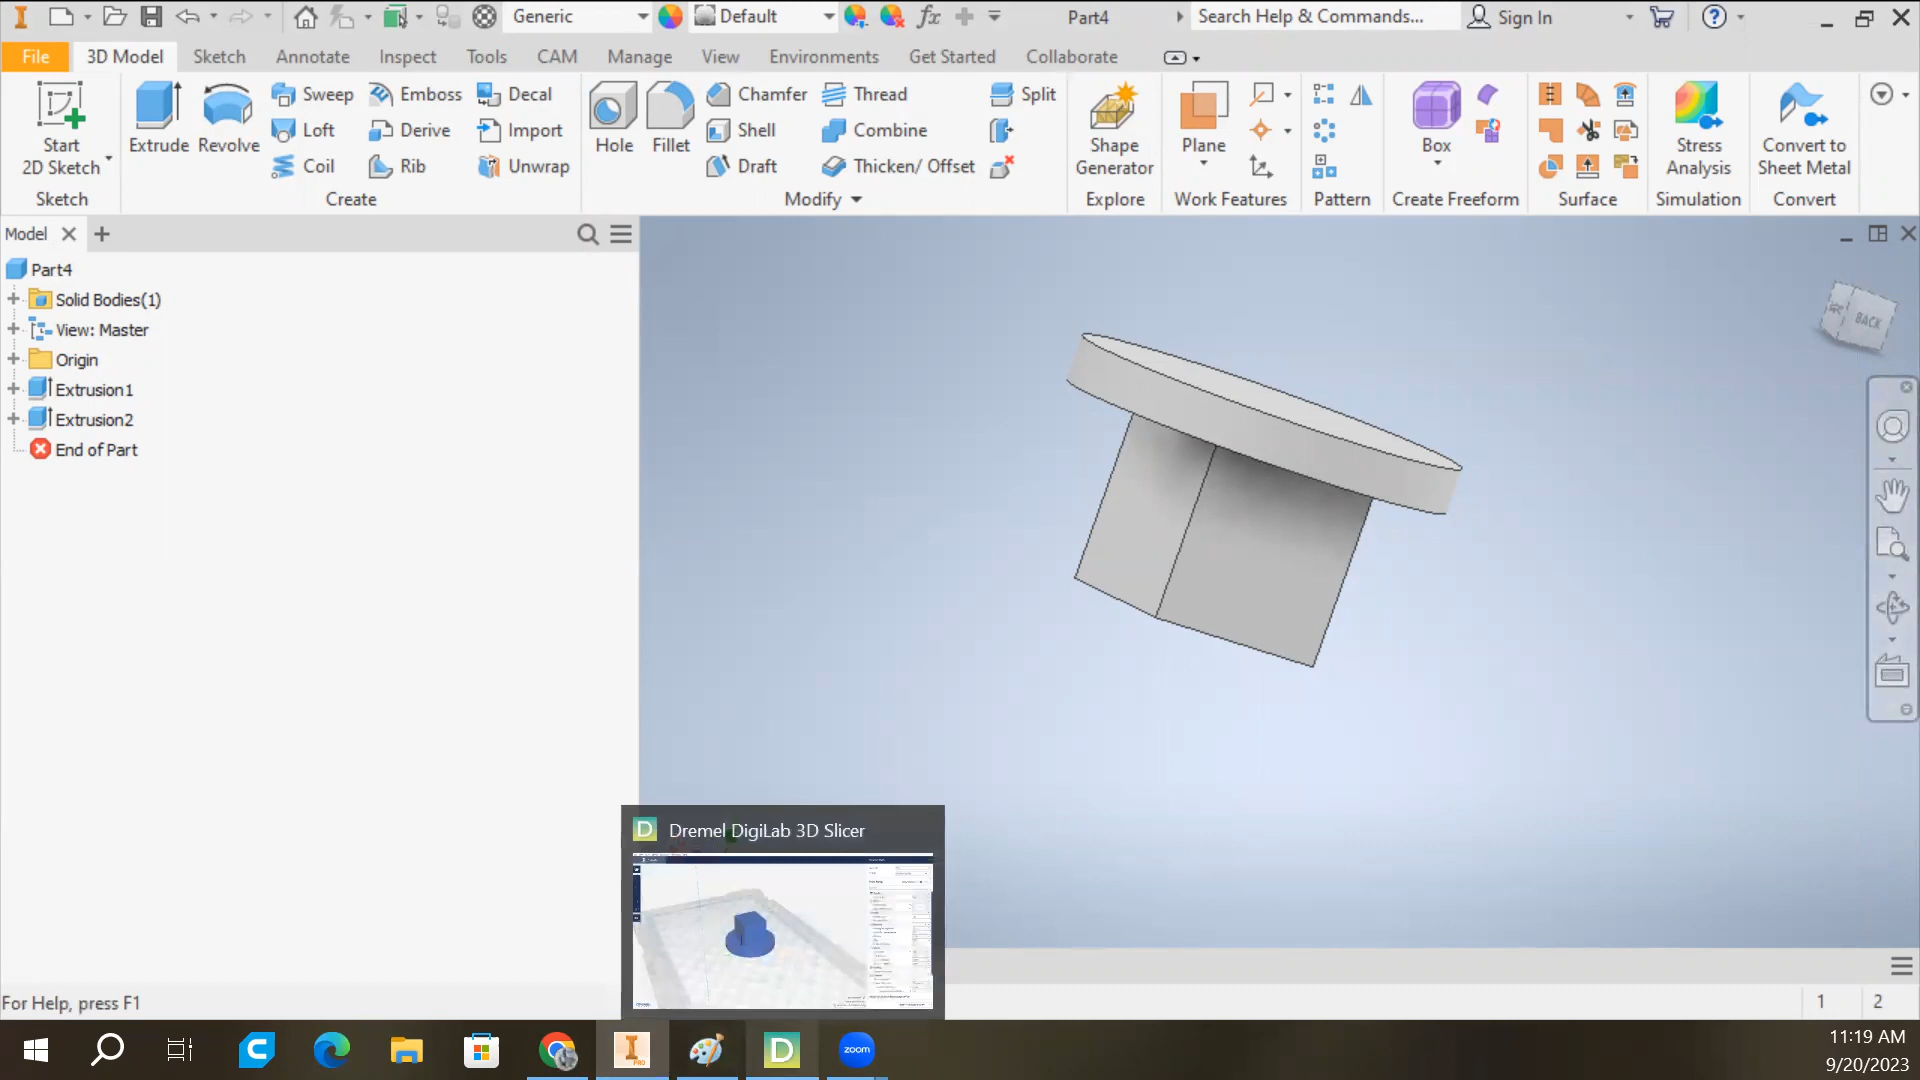 Generic
Default
fx
Part4
Search Help & Commands...
Sign In
File
3D Model
Sketch
Annotate
Inspect
Tools
CAM
Manage
View
Environments
Get Started
Collaborate
Start
2D Sketch
Sketch
Extrude
Revolve
Sweep
Emboss
Decal
Loft
Derive
Import
Coil
Rib
Unwrap
Create
Hole
Fillet
Chamfer
Thread
Split
Shell
Combine
Draft
Thicken/ Offset
Modify
Shape
Generator
Explore
Plane
Work Features
Pattern
Box
Create Freeform
Surface
Stress
Analysis
Simulation
Convert to
Sheet Metal
Convert
Model
Part4
Solid Bodies(1)
View: Master
Origin
Extrusion1
Extrusion2
End of Part
BACK
Dremel DigiLab 3D Slicer
For Help, press F1
1
2
PRO
zoom
11:19 AM
9/20/2023